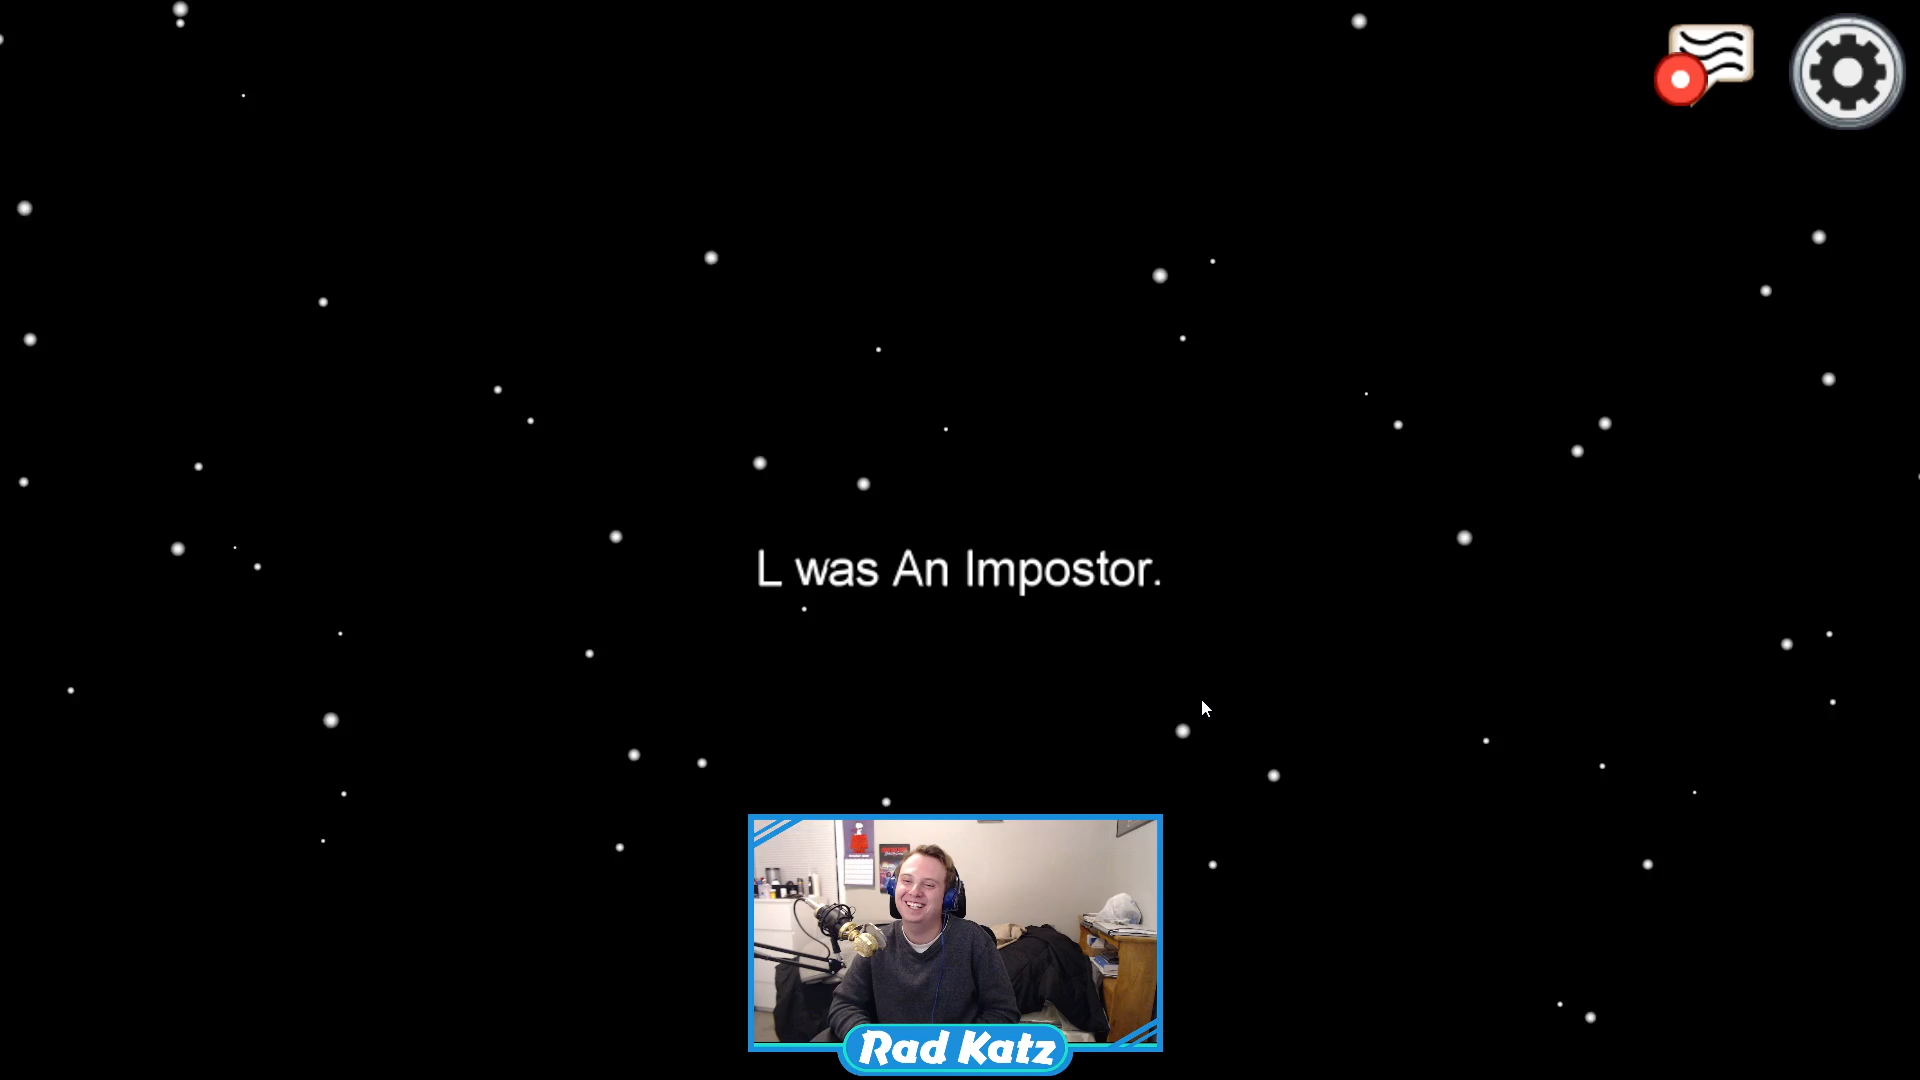 L was An Impostor.
Rad Katz